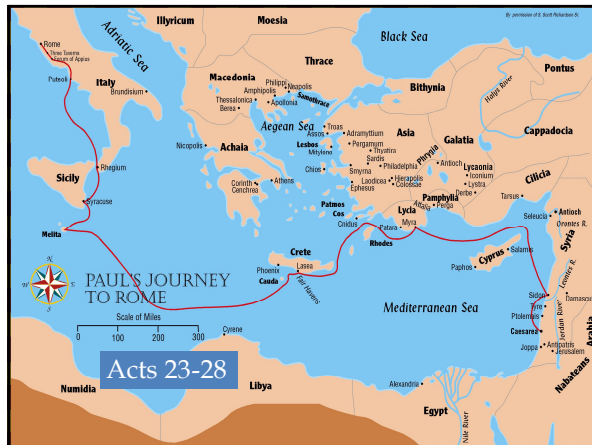 By permission of S. Scott Richardson Sr.
Illyricum
Moesia
Black Sea
Adriatic Sea
Rome
Three Taverns
Forum of Appius
Thrace
Puteoli
Italy
Brundisium
Macedonia
Philippi
Neapolis
Amphipolis
Thessalonica
Apollonia
Berea
Samothrace
Bithynia
Pontus
Halys River
Aegean Sea
Troas
Assos
Adramyttium
Lesbos
Mitylene
Pergamum
Asia
Galatia
Cappadocia
Thyatira
Sardis
Phrygia
Nicopolis
Achaia
Chios
Smyrna
Philadelphia
Antioch
Lycaonia
Iconium
Lystra
Derbe
Rhegium
Sicily
Syracuse
Corinth
Cenchrea
Athens
Ephesus
Laodicea
Hierapolis
Colossae
Cilicia
Tarsus
Pamphylia
Attalia
Perga
Patmos
Cos
Cnidus
Lycia
Myra
Patara
Rhodes
Seleucia
Antioch
Orontes R.
Syria
Melita
Crete
Phoenix
Lasea
Cauda
Fair Havens
Cyprus
Salamis
Paphos
N
W
E
S
PAUL'S JOURNEY
TO ROME
Scale of Miles
0
100
200
300
Mediterranean Sea
Sidon
Leontes R.
Tyre
Damascus
Ptolemais
Caesarea
Jordan River
Joppa
Antipatris
Jerusalem
Arabia
Nabateans
Cyrene
Acts 23-28
Numidia
Libya
Alexandria
Egypt
Nile River